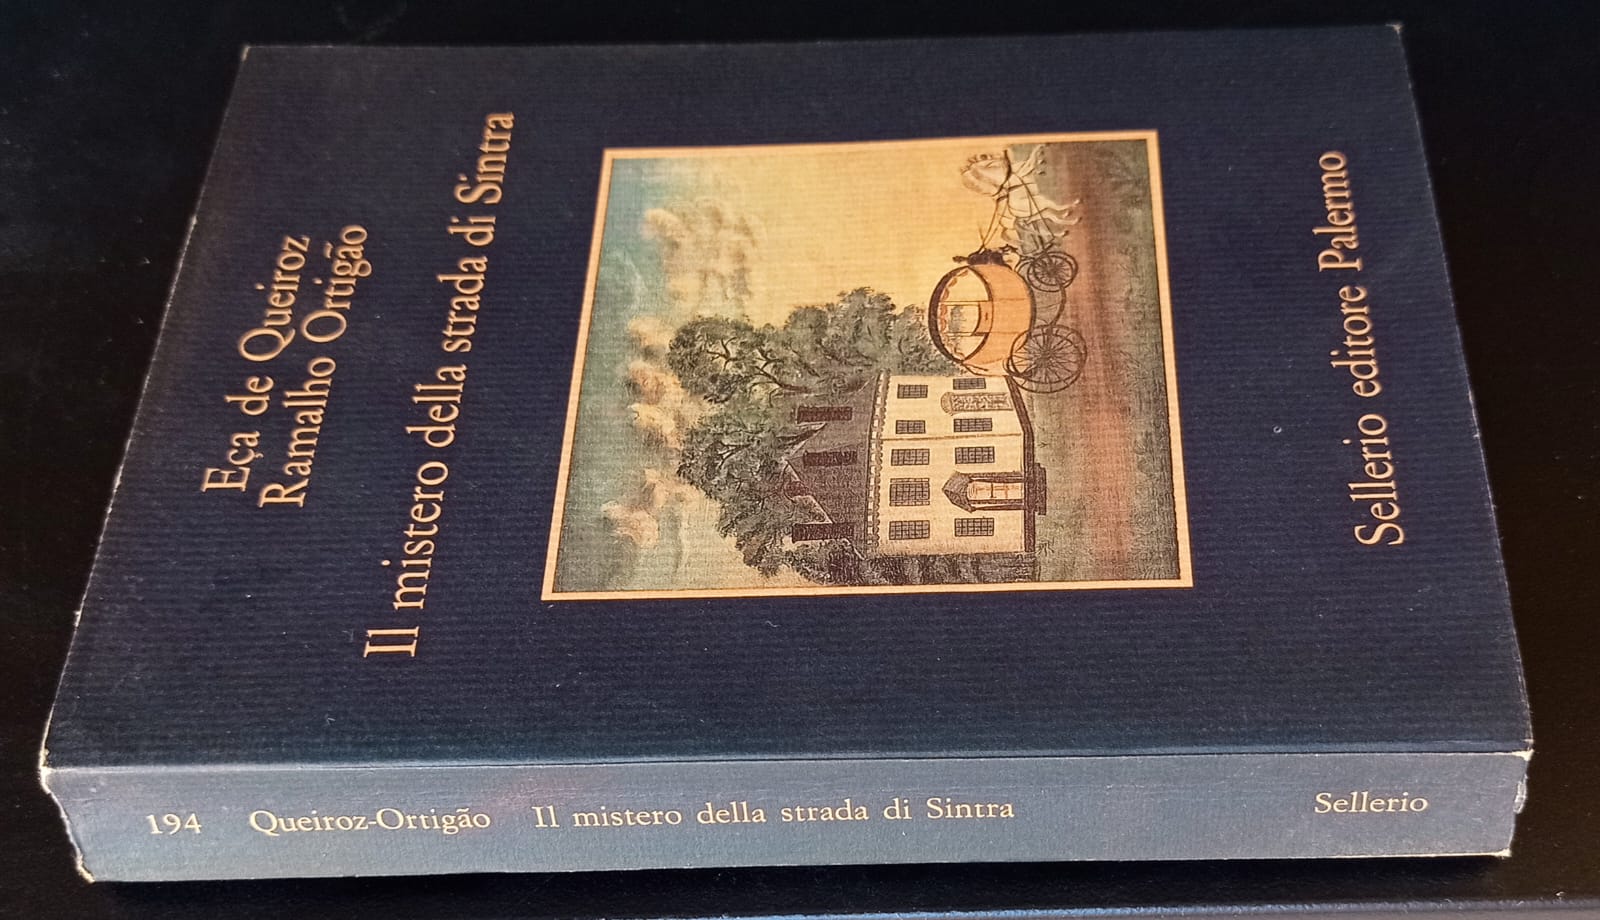 Eça de Queiroz
Ramalho Ortigão
Il mistero della strada di Sintra
Sellerio editore Palermo
194 Queiroz-Ortigão Il mistero della strada di Sintra Sellerio